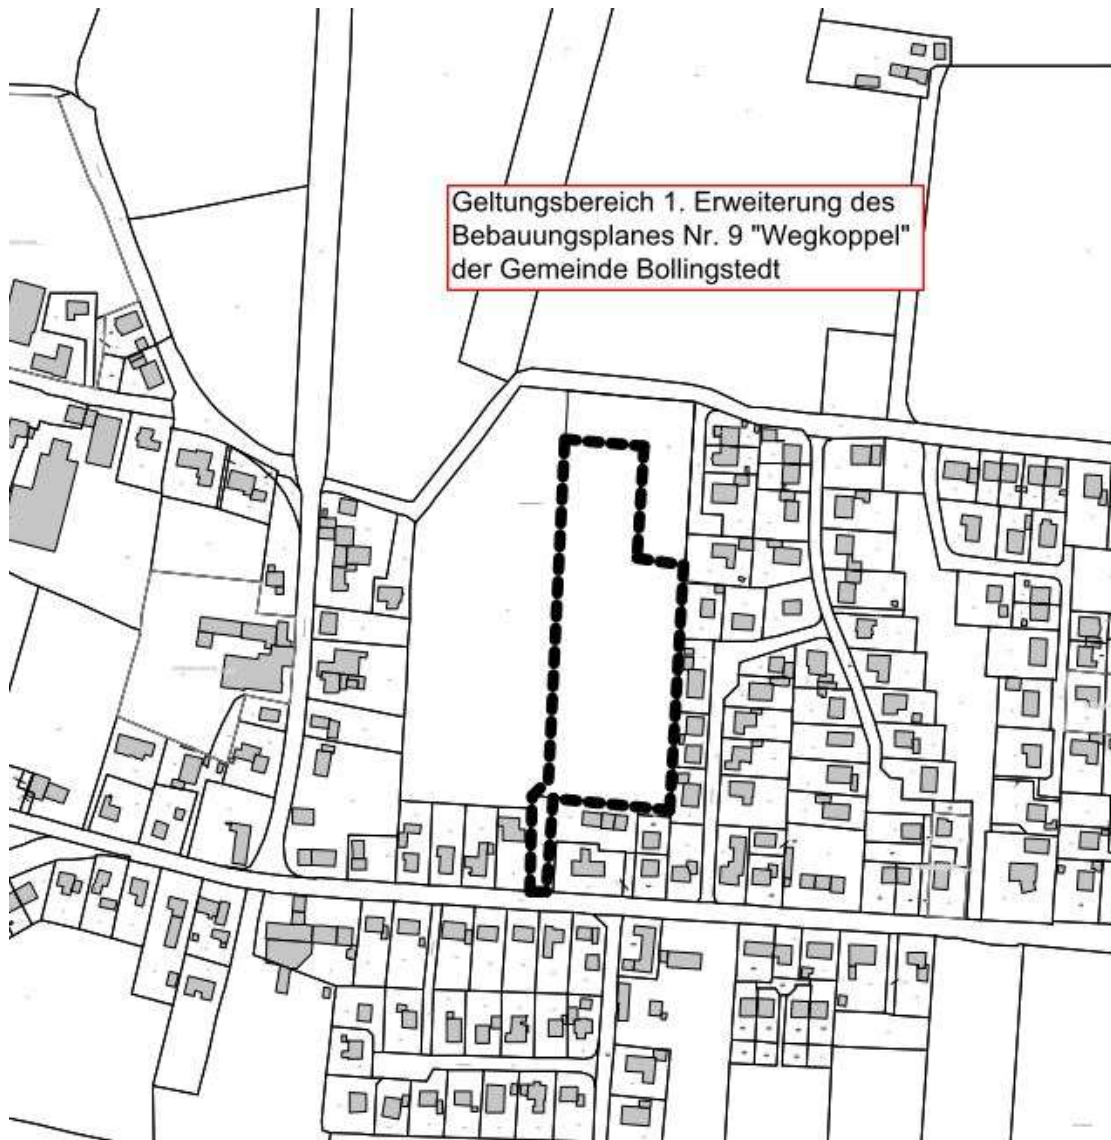 Geltungsbereich 1. Erweiterung des
Bebauungsplanes Nr. 9 "Wegkoppel"
der Gemeinde Bollingstedt